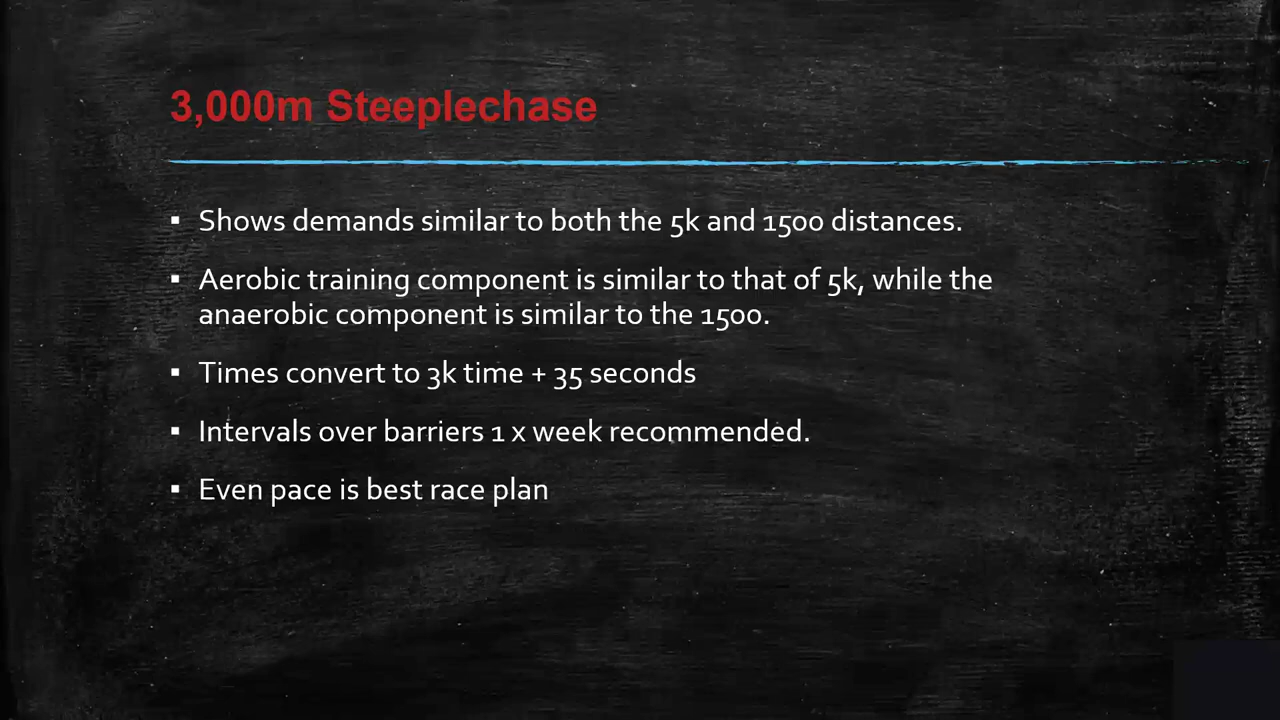 3,000m Steeplechase
▪ Shows demands similar to both the 5k and 1500 distances.
▪ Aerobic training component is similar to that of 5k, while the
anaerobic component is similar to the 1500.
▪ Times convert to 3k time + 35 seconds
▪ Intervals over barriers 1 x week recommended.
▪ Even pace is best race plan